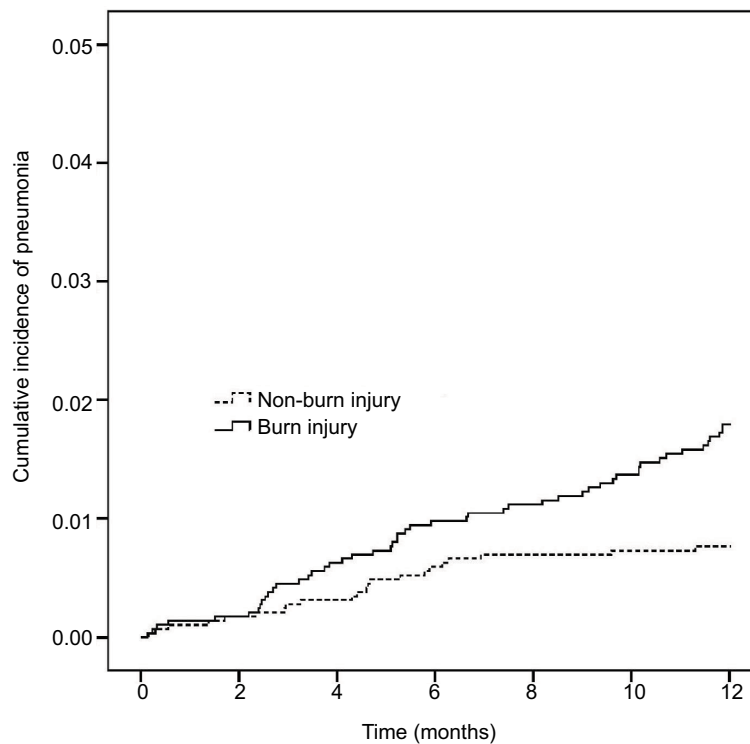 0.05
0.04
0.03
0.02
0.01
0.00
Cumulative incidence of pneumonia
Non-burn injury
Burn injury
0 2 4 6 8 10 12
Time (months)